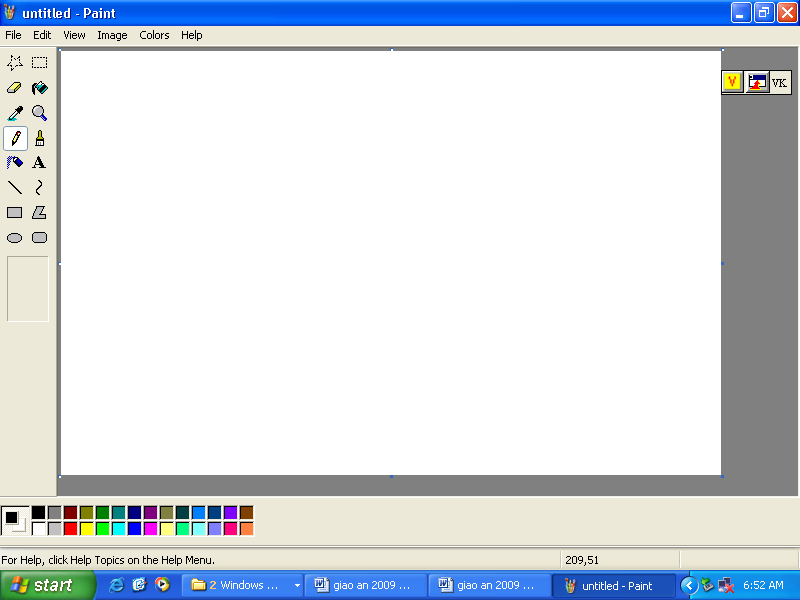 untitled - Paint
File Edit View Image Colors Help
V VK
A
For Help, click Help Topics on the Help Menu. 209,51
start 2 Windows ... giao an 2009 ... giao an 2009 ... untitled - Paint 6:52 AM